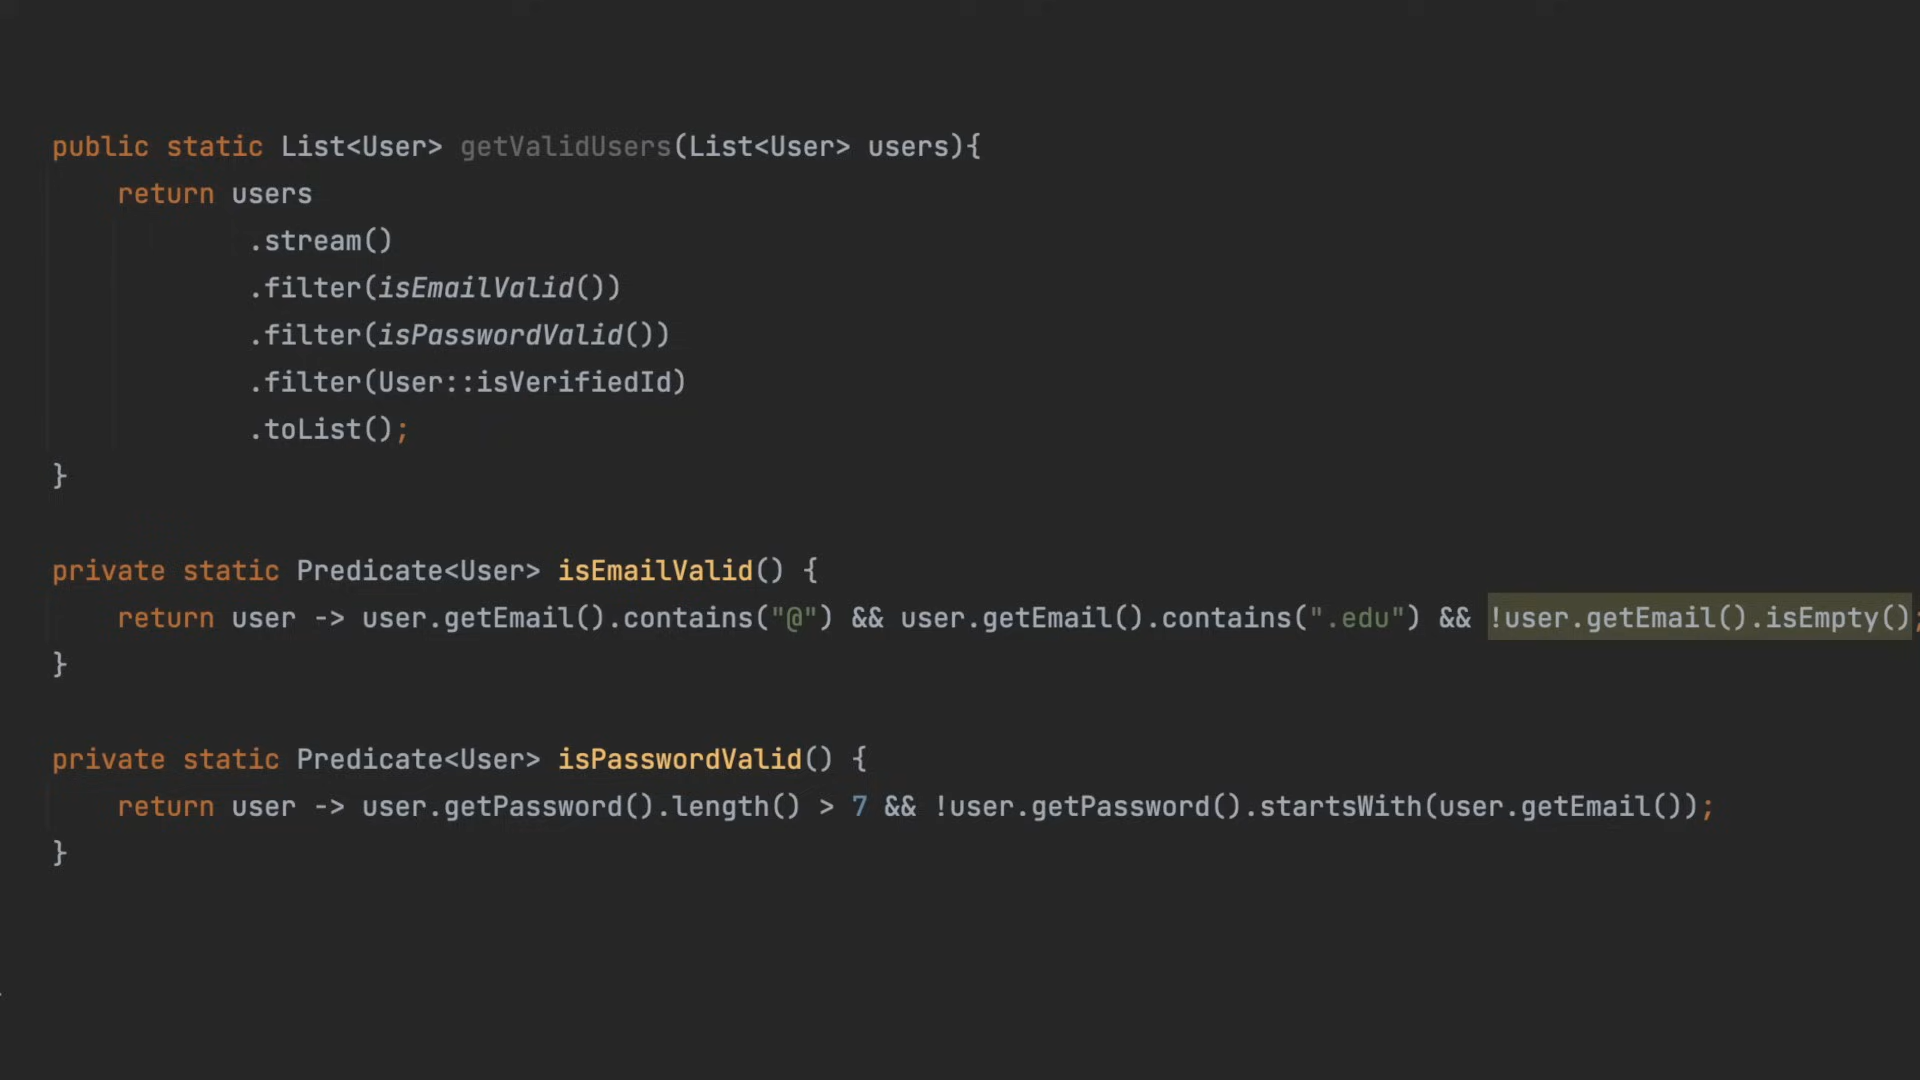 public static List<User> getValidUsers(List<User> users){
return users
.stream()
.filter(isEmailValid())
.filter(isPasswordValid())
.filter(User::isVerifiedId)
.toList();
}
private static Predicate<User> isEmailValid() {
return user -> user.getEmail().contains("@") && user.getEmail().contains(".edu") && !user.getEmail().isEmpty();
}
private static Predicate<User> isPasswordValid() {
return user -> user.getPassword().length() > 7 && !user.getPassword().startsWith(user.getEmail());
}